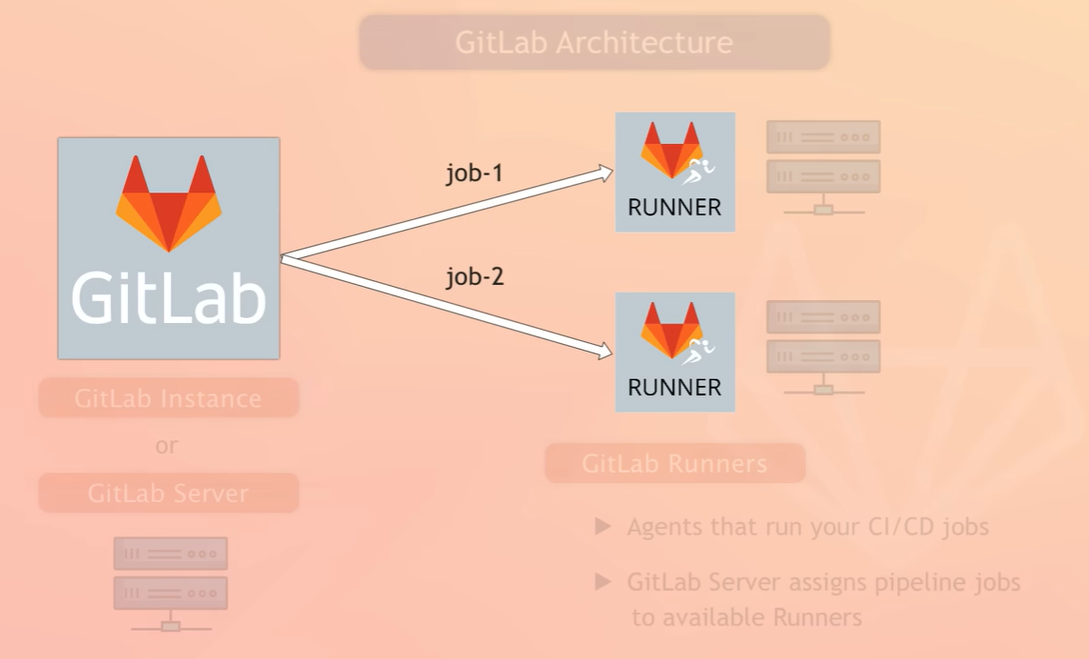 GitLab Architecture
GitLab
job-1
RUNNER
job-2
RUNNER
GitLab Instance
or
GitLab Server
GitLab Runners
Agents that run your CI/CD jobs
GitLab Server assigns pipeline jobs
to available Runners